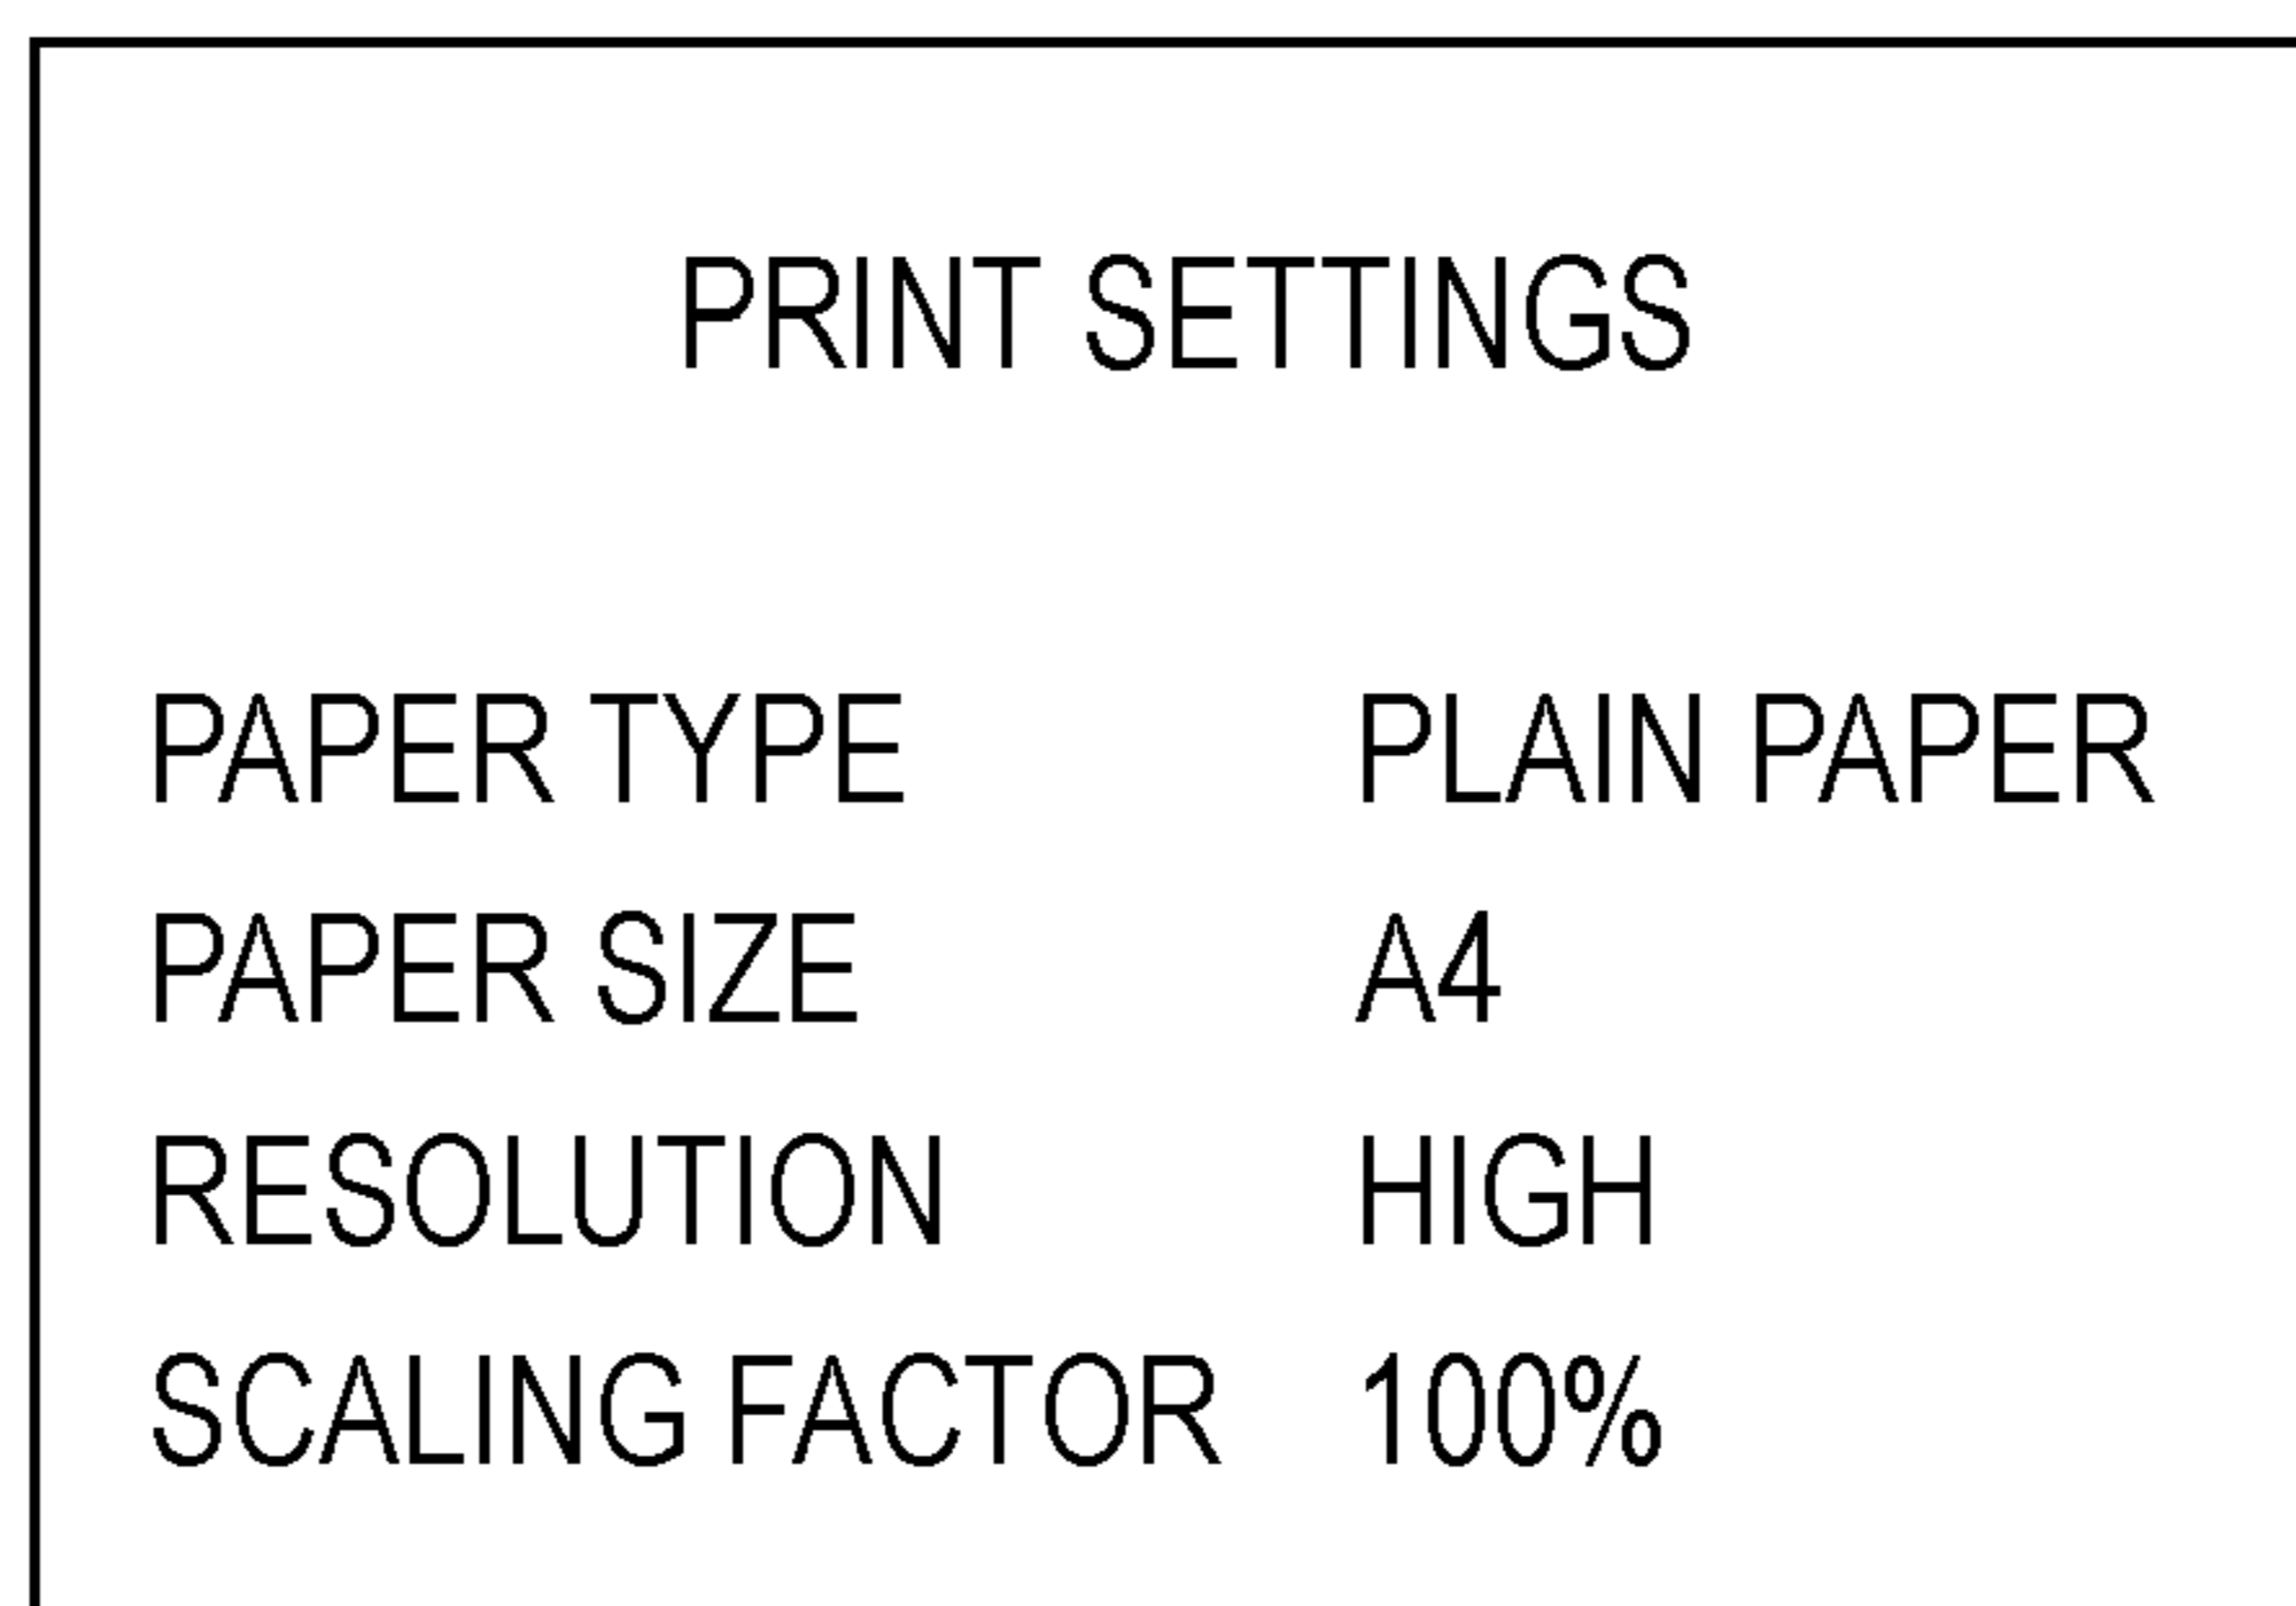 PRINT SETTINGS
PAPER TYPE PLAIN PAPER
PAPER SIZE A4
RESOLUTION HIGH
SCALING FACTOR 100%